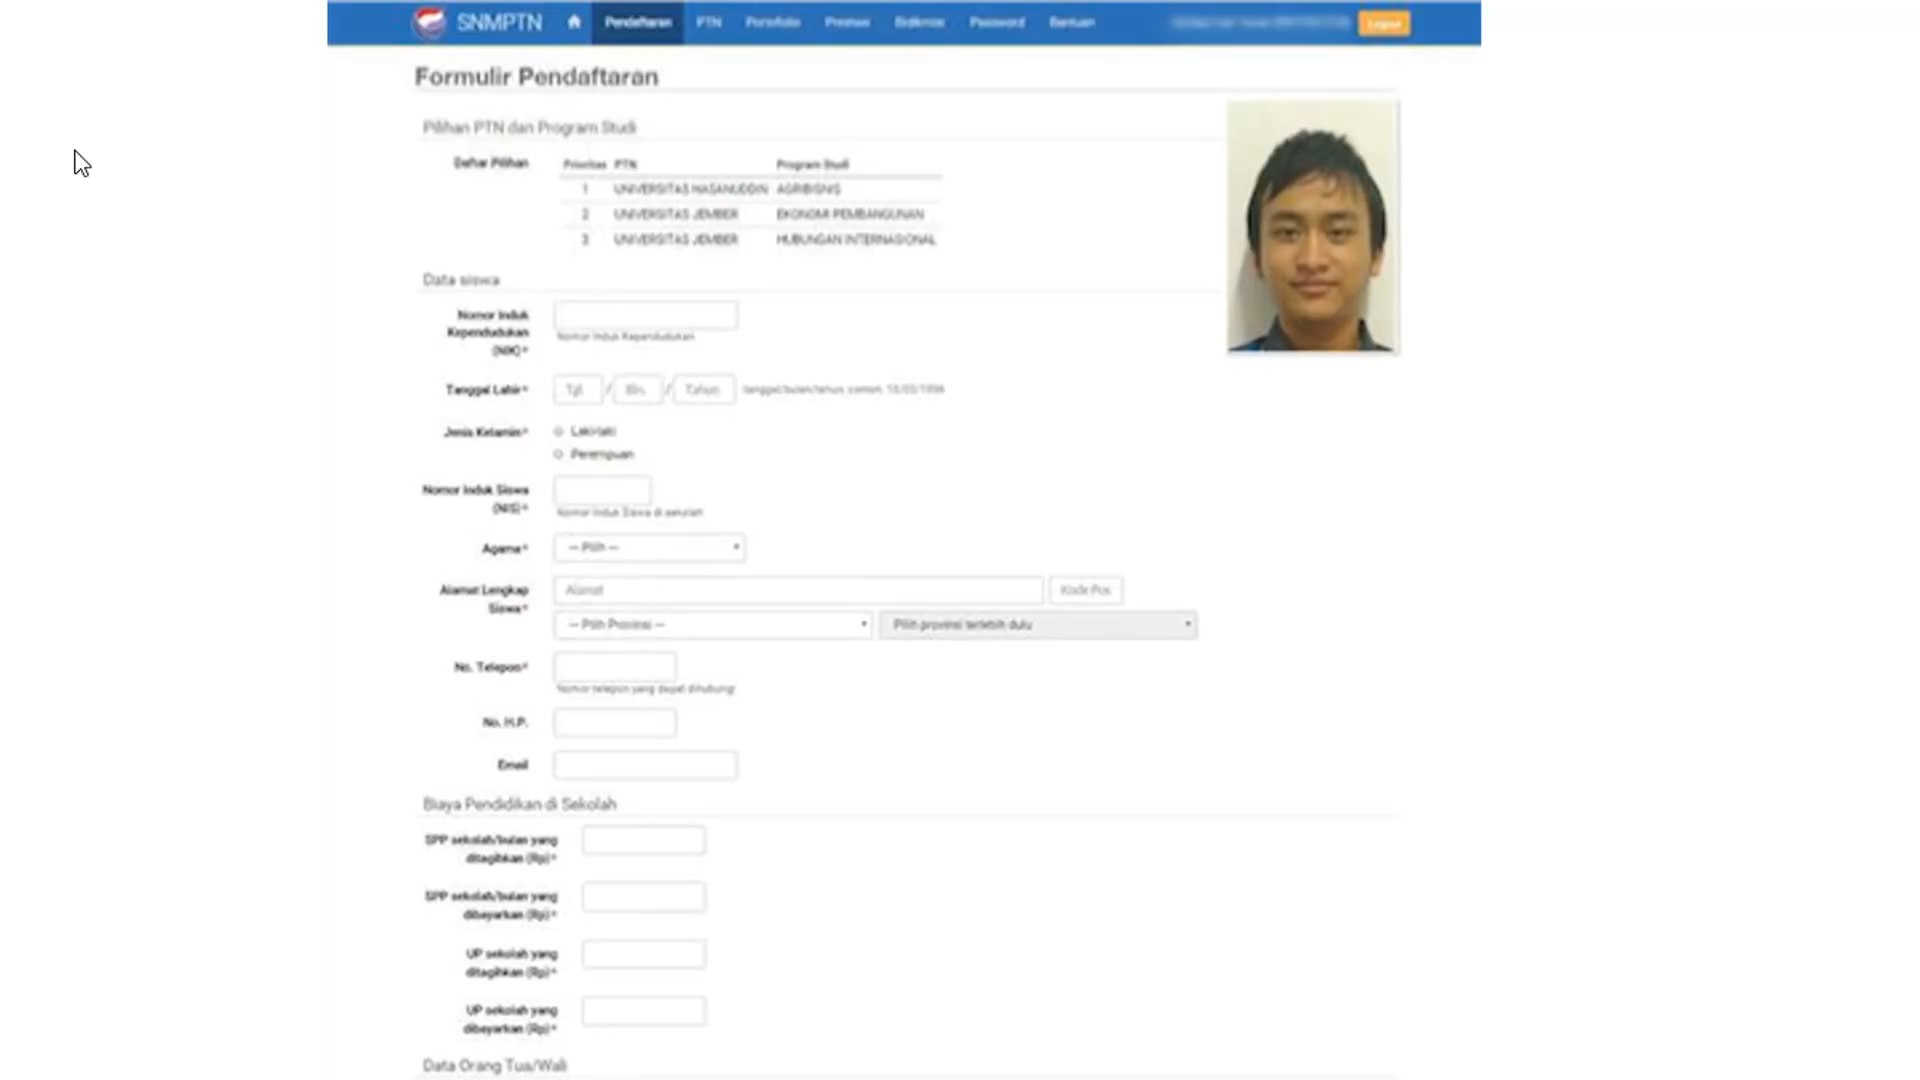 SNMPTN Pendaftaran PTN Portofolio Prestasi Bidikmisi Password Bantuan Logout
Formulir Pendaftaran
Pilihan PTN dan Program Studi
Daftar Pilihan
Prioritas PTN Program Studi
1 UNIVERSITAS HASANUDDIN AGRIBISNIS
2 UNIVERSITAS JEMBER EKONOMI PEMBANGUNAN
3 UNIVERSITAS JEMBER HUBUNGAN INTERNASIONAL
Data siswa
Nomor Induk
Kependudukan
(NIK)*
Nomor Induk Kependudukan
Tanggal Lahir* Tgl / Bln. / Tahun tanggal/bulan/tahun, contoh:
Jenis Kelamin* Laki-laki
Perempuan
Nomor Induk Siswa
(NIS)*
Nomor Induk Siswa di sekolah
Agama* -- Pilih --
Alamat Lengkap
Siswa*
Alamat Kode Pos
-- Pilih Provinsi -- Pilih provinsi terlebih dulu
No. Telepon*
Nomor telepon yang dapat dihubungi
No. H.P.
Email
Biaya Pendidikan di Sekolah
SPP sekolah/bulan yang
ditagihkan (Rp)*
SPP sekolah/bulan yang
dibayarkan (Rp)*
UP sekolah yang
ditagihkan (Rp)*
UP sekolah yang
dibayarkan (Rp)*
Data Orang Tua/Wali